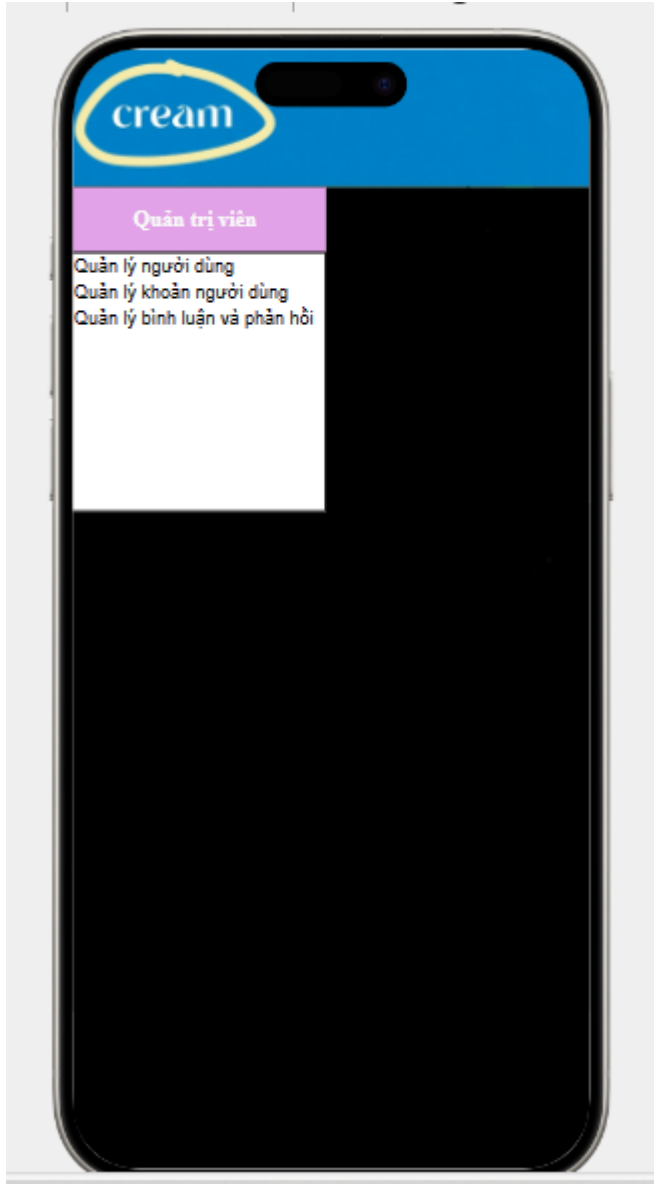 cream
Quản trị viên
Quản lý người dùng
Quản lý khoản người dùng
Quản lý bình luận và phản hồi